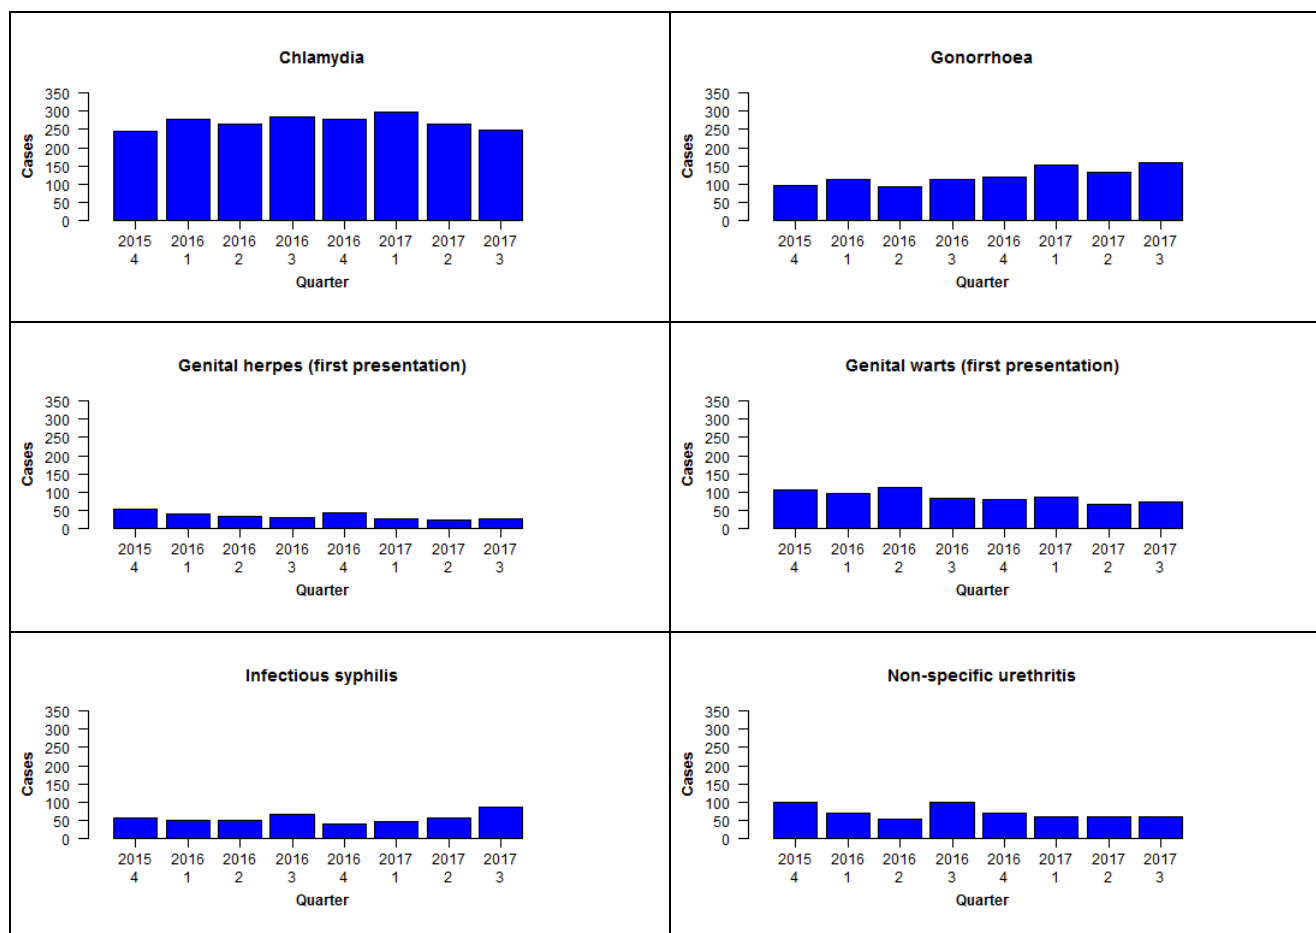 Chlamydia
350
300
250
200
150
100
50
0
Cases
2015 2016 2016 2016 2016 2017 2017 2017
4 1 2 3 4 1 2 3
Quarter
Gonorrhoea
350
300
250
200
150
100
50
0
Cases
2015 2016 2016 2016 2016 2017 2017 2017
4 1 2 3 4 1 2 3
Quarter
Genital herpes (first presentation)
350
300
250
200
150
100
50
0
Cases
2015 2016 2016 2016 2016 2017 2017 2017
4 1 2 3 4 1 2 3
Quarter
Genital warts (first presentation)
350
300
250
200
150
100
50
0
Cases
2015 2016 2016 2016 2016 2017 2017 2017
4 1 2 3 4 1 2 3
Quarter
Infectious syphilis
350
300
250
200
150
100
50
0
Cases
2015 2016 2016 2016 2016 2017 2017 2017
4 1 2 3 4 1 2 3
Quarter
Non-specific urethritis
350
300
250
200
150
100
50
0
Cases
2015 2016 2016 2016 2016 2017 2017 2017
4 1 2 3 4 1 2 3
Quarter